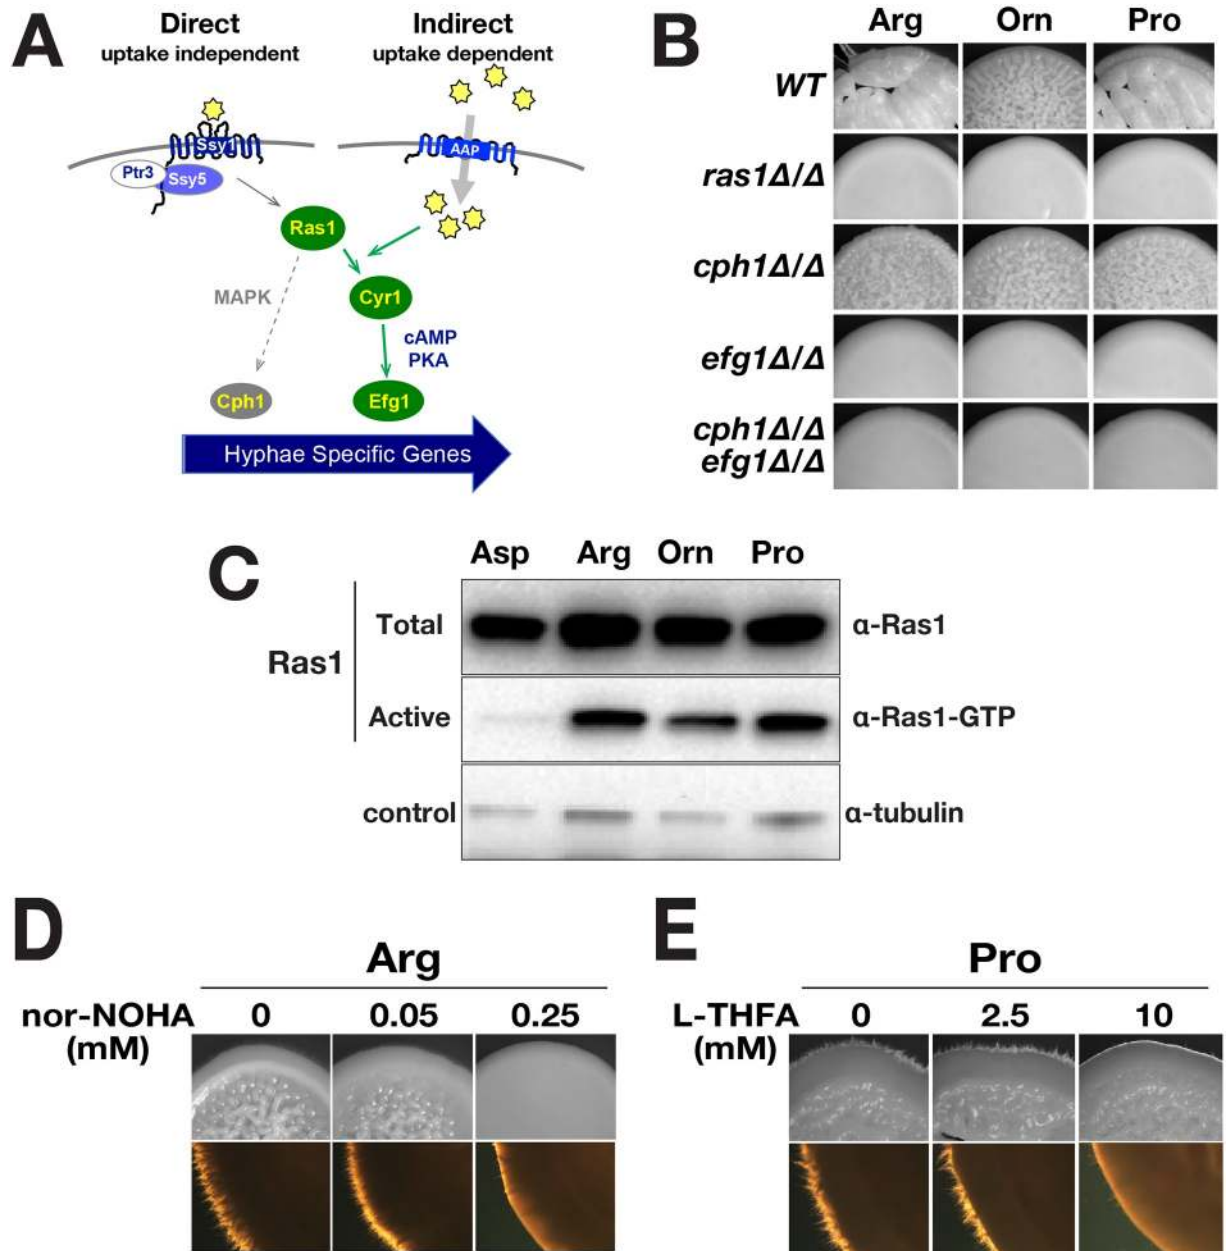 A
Direct
uptake independent
Indirect
uptake dependent
Ssy1
AAP
Ptr3
Ssy5
Ras1
MAPK
Cyr1
cAMP
PKA
Cph1
Efg1
Hyphae Specific Genes
B
Arg Orn Pro
WT
ras1Δ/Δ
cph1Δ/Δ
efg1Δ/Δ
cph1Δ/Δ
efg1Δ/Δ
C
Asp Arg Orn Pro
Ras1
Total
α-Ras1
Active
α-Ras1-GTP
control
α-tubulin
D
Arg
nor-NOHA 0 0.05 0.25
(mM)
E
Pro
L-THFA 0 2.5 10
(mM)